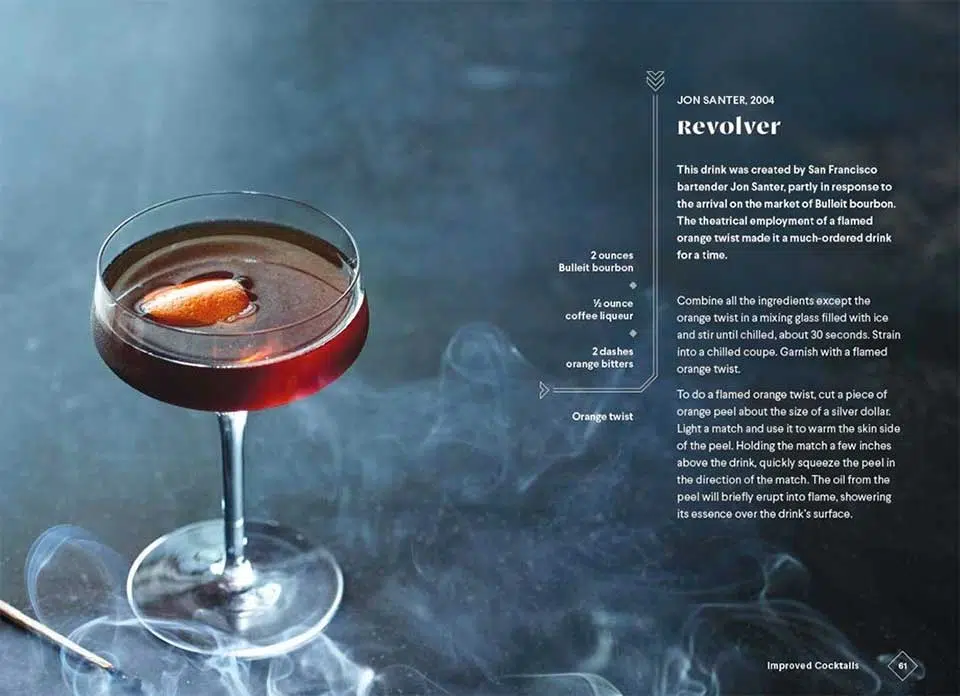 JON SANTER, 2004
Revolver
This drink was created by San Francisco
bartender Jon Santer, partly in response to
the arrival on the market of Bulleit bourbon.
The theatrical employment of a flamed
orange twist made it a much-ordered drink
for a time.
2 ounces
Bulleit bourbon
½ ounce
coffee liqueur
2 dashes
orange bitters
Orange twist
Combine all the ingredients except the
orange twist in a mixing glass filled with ice
and stir until chilled, about 30 seconds. Strain
into a chilled coupe. Garnish with a flamed
orange twist.
To do a flamed orange twist, cut a piece of
orange peel about the size of a silver dollar.
Light a match and use it to warm the skin side
of the peel. Holding the match a few inches
above the drink, quickly squeeze the peel in
the direction of the match. The oil from the
peel will briefly erupt into flame, showering
its essence over the drink's surface.
Improved Cocktails
61